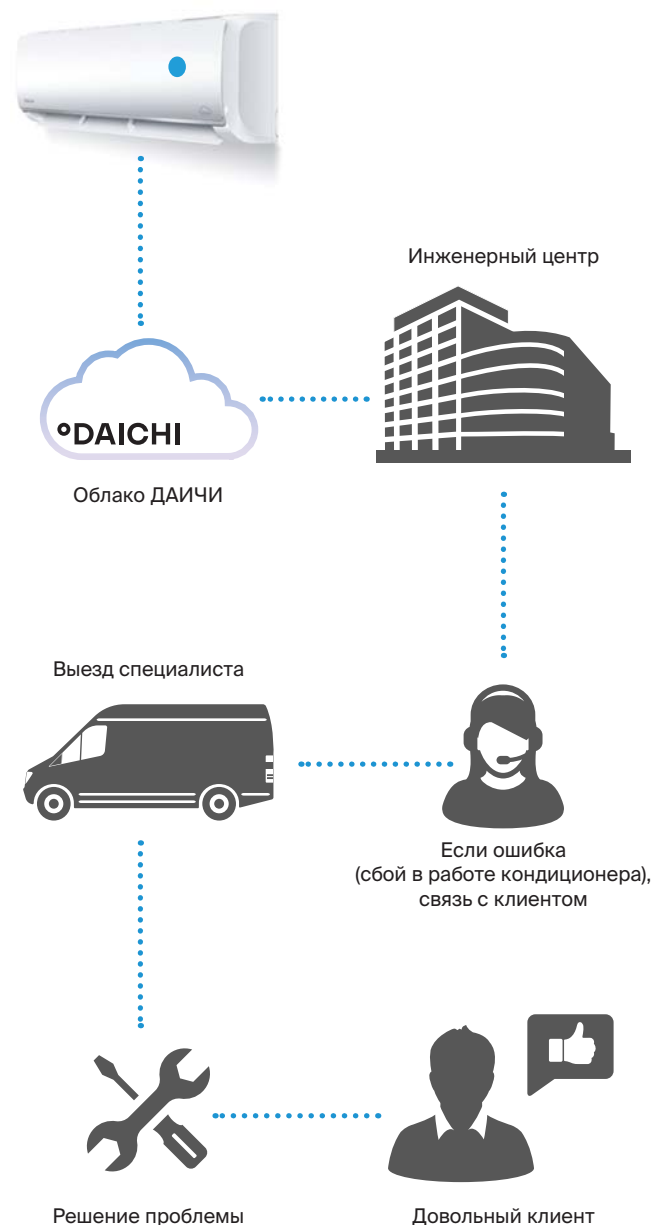 Инженерный центр
°DAICHI
Облако ДАИЧИ
Выезд специалиста
Если ошибка
(сбой в работе кондиционера),
связь с клиентом
Решение проблемы
Довольный клиент